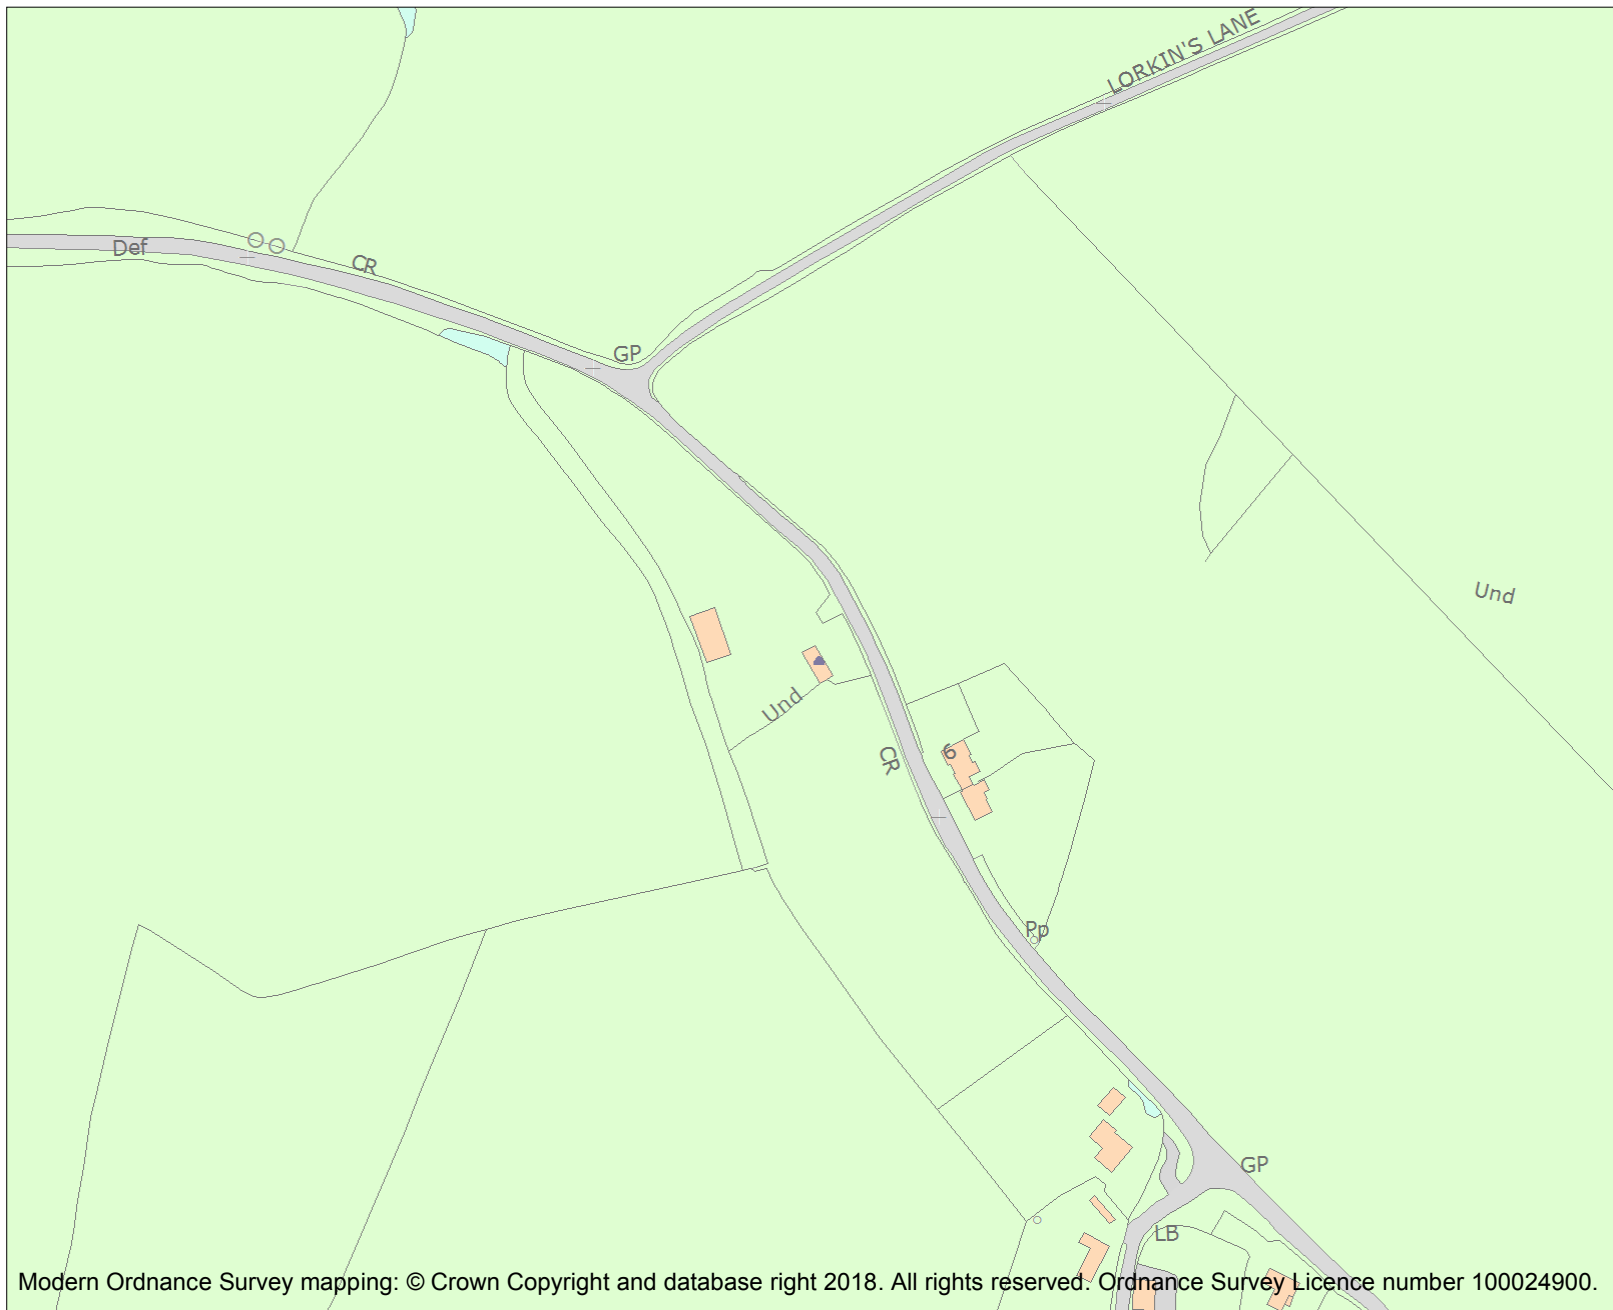 LORKIN'S LANE
Def
CR
GP
Und
Und
CR
6
Pp
GP
LB
Modern Ordnance Survey mapping: © Crown Copyright and database right 2018. All rights reserved. Ordnance Survey Licence number 100024900.